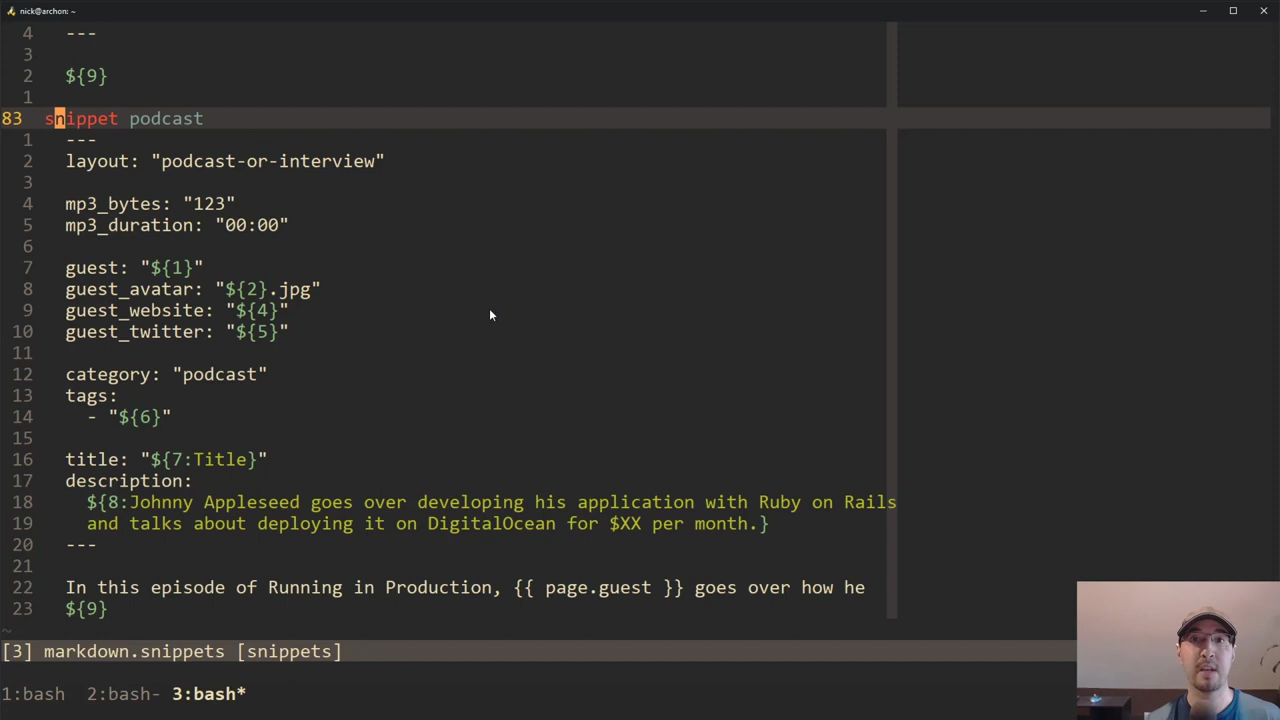 nick@archon: ~
4 ---
3
2 ${9}
1
83 snippet podcast
1 ---
2 layout: "podcast-or-interview"
3
4 mp3_bytes: "123"
5 mp3_duration: "00:00"
6
7 guest: "${1}"
8 guest_avatar: "${2}.jpg"
9 guest_website: "${4}"
10 guest_twitter: "${5}"
11
12 category: "podcast"
13 tags:
14 - "${6}"
15
16 title: "${7:Title}"
17 description:
18 ${8:Johnny Appleseed goes over developing his application with Ruby on Rails
19 and talks about deploying it on DigitalOcean for $XX per month.}
20 ---
21
22 In this episode of Running in Production, {{ page.guest }} goes over how he
23 ${9}
~
[3] markdown.snippets [snippets]
1:bash 2:bash- 3:bash*